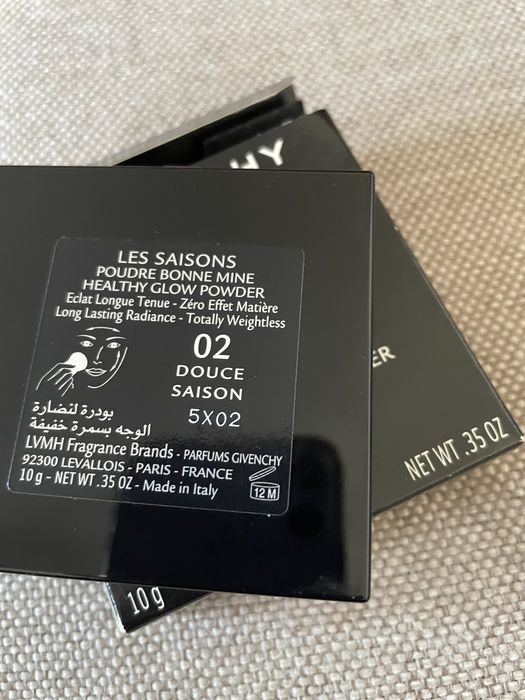 HY
LES SAISONS
POUDRE BONNE MINE
HEALTHY GLOW POWDER
Eclat Longue Tenue - Zéro Effet Matière
Long Lasting Radiance - Totally Weightless
02
DOUCE
SAISON
5X02
بودرة لنضارة
الوجه بسمرة خفيفة
LVMH Fragrance Brands - PARFUMS GIVENCHY
92300 LEVALLOIS - PARIS - FRANCE
10 g - NET WT .35 OZ - Made in Italy
12 M
ER
NET WT .35 OZ
10 g